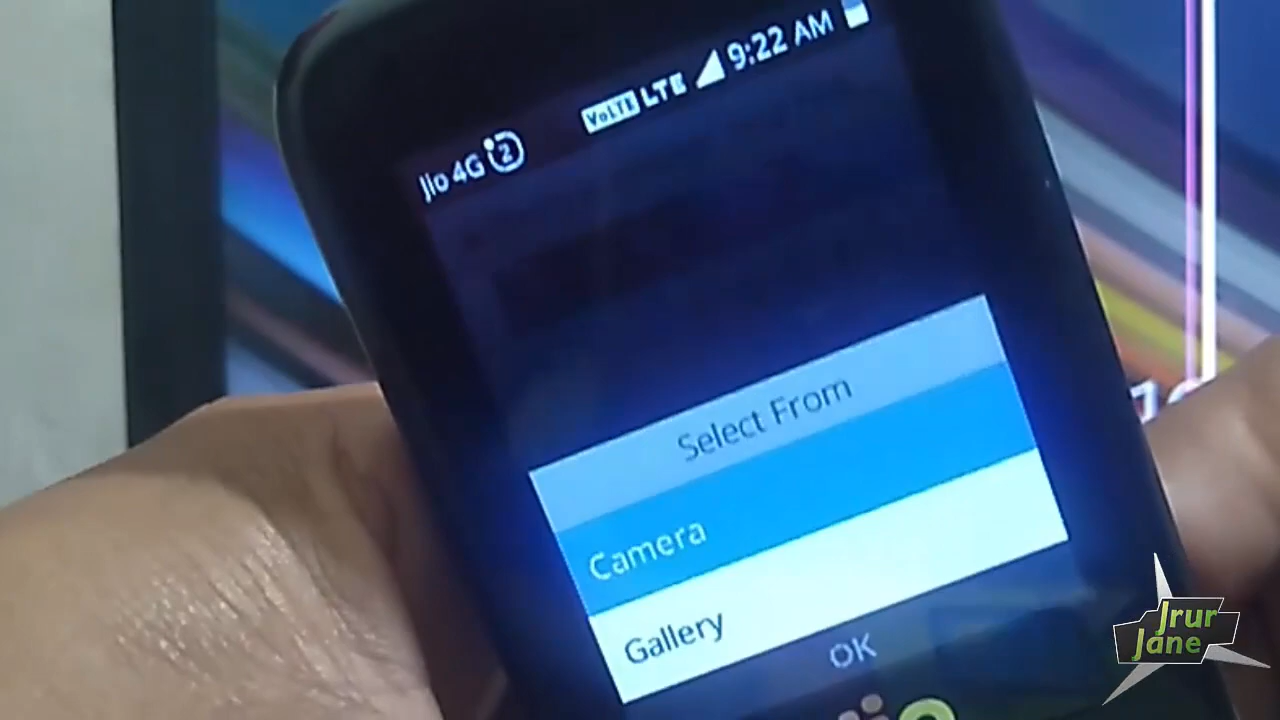 Jio 4G 2 VoLTE LTE 9:22 AM
Select From
Camera
Gallery
OK
Jrur
Jane